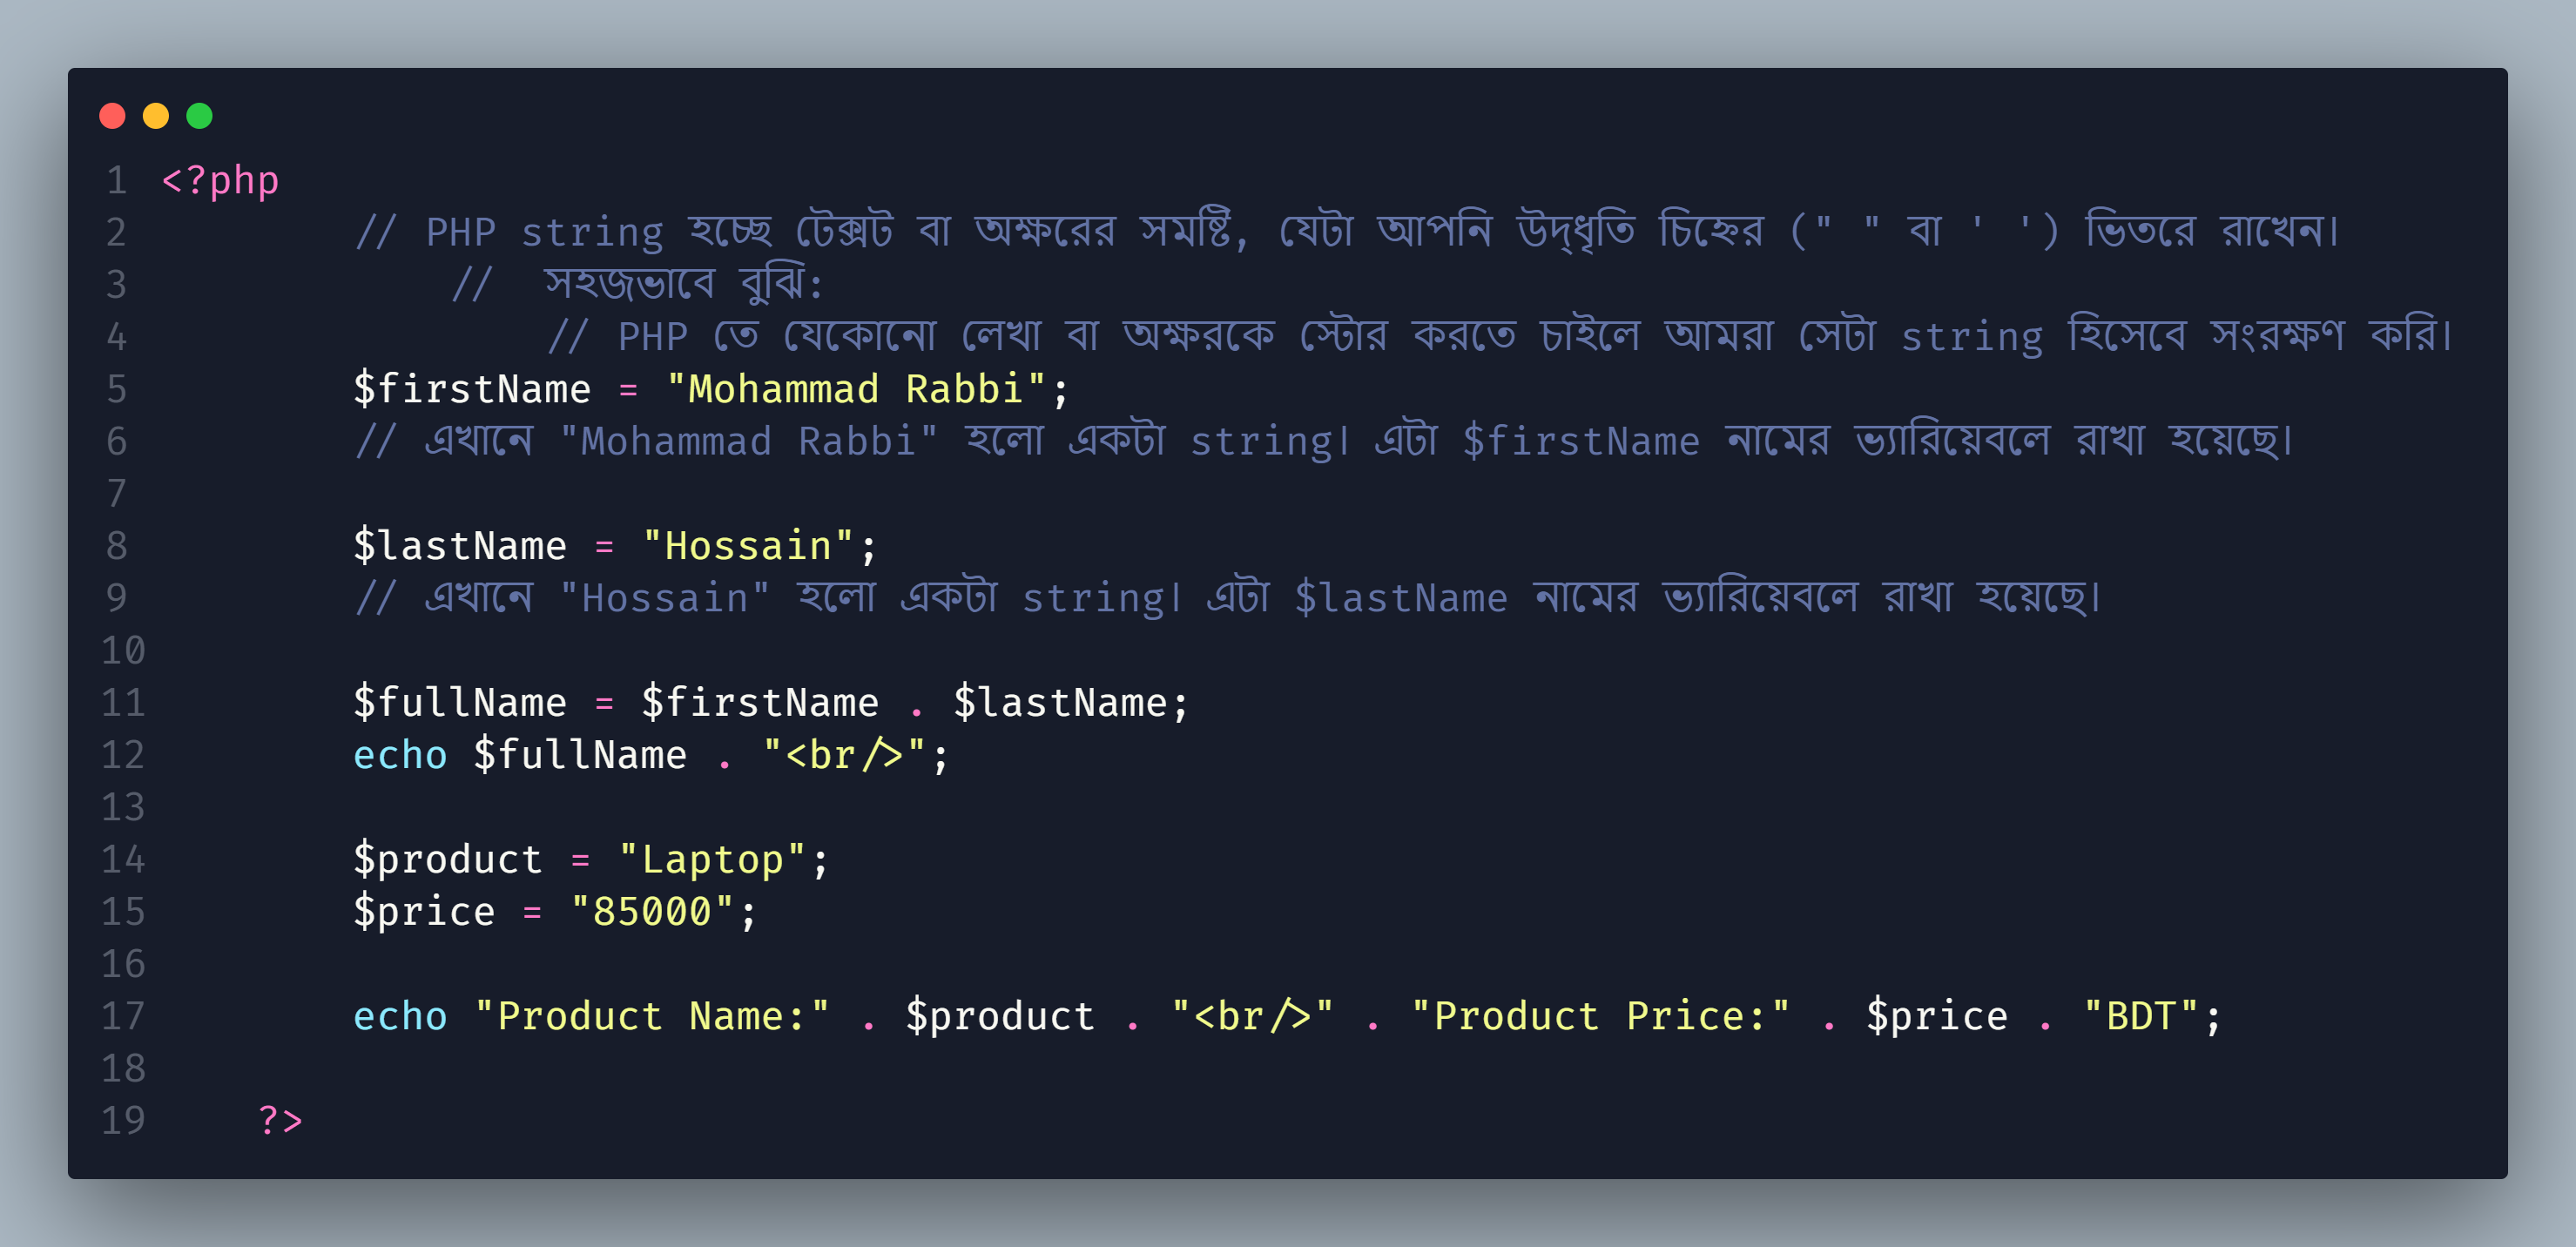 1 <?php
2 // PHP string হচ্ছে টেক্সট বা অক্ষরের সমষ্টি, যেটা আপনি উদ্ধৃতি চিহ্নের (" " বা ' ') ভিতরে রাখেন।
3 //  সহজভাবে বুঝি:
4 // PHP তে যেকোনো লেখা বা অক্ষরকে স্টোর করতে চাইলে আমরা সেটা string হিসেবে সংরক্ষণ করি।
5 $firstName = "Mohammad Rabbi";
6 // এখানে "Mohammad Rabbi" হলো একটা string। এটা $firstName নামের ভ্যারিয়েবলে রাখা হয়েছে।
7
8 $lastName = "Hossain";
9 // এখানে "Hossain" হলো একটা string। এটা $lastName নামের ভ্যারিয়েবলে রাখা হয়েছে।
10
11 $fullName = $firstName . $lastName;
12 echo $fullName . "<br/>";
13
14 $product = "Laptop";
15 $price = "85000";
16
17 echo "Product Name:" . $product . "<br/>" . "Product Price:" . $price . "BDT";
18
19 ?>